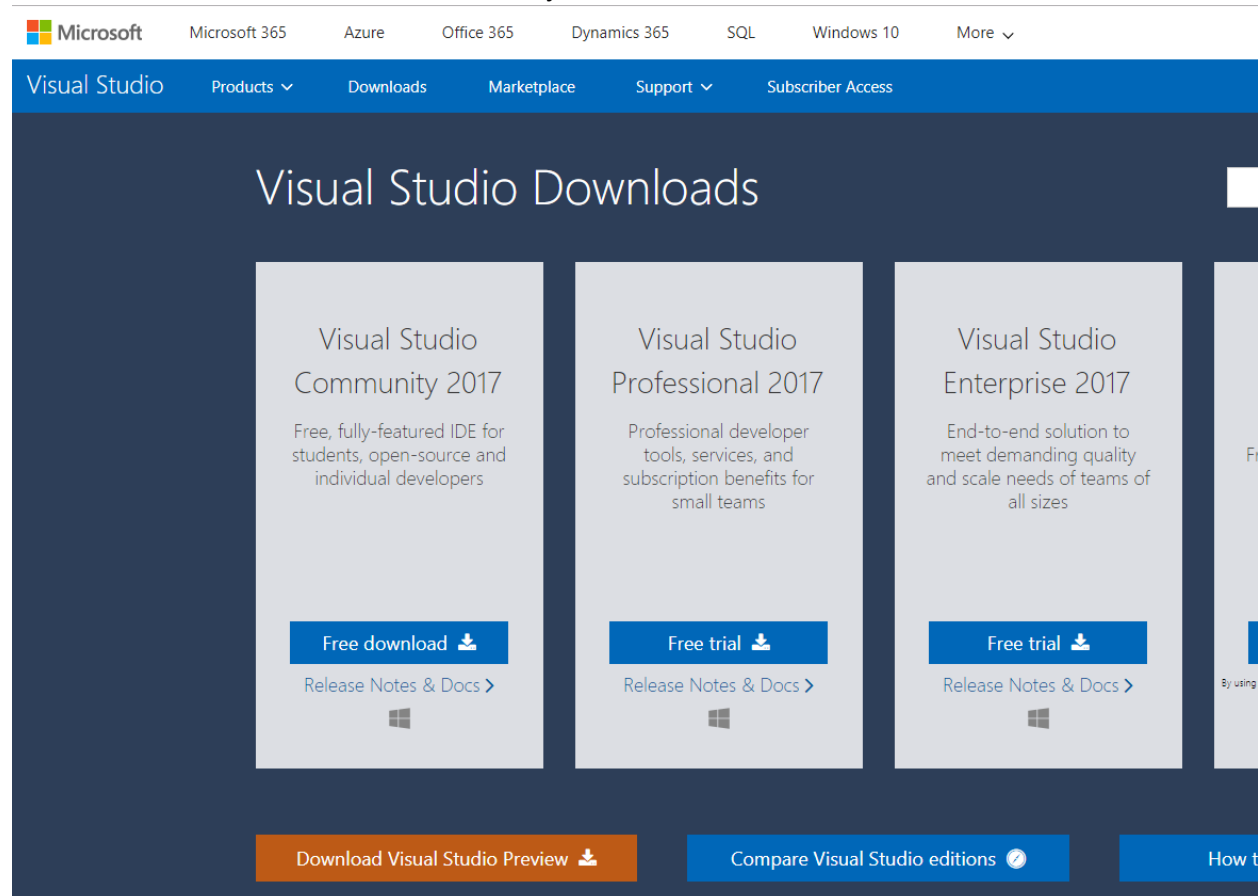 Microsoft Microsoft 365 Azure Office 365 Dynamics 365 SQL Windows 10 More
Visual Studio Products Downloads Marketplace Support Subscriber Access
Visual Studio Downloads
Visual Studio
Community 2017
Free, fully-featured IDE for
students, open-source and
individual developers
Free download
Release Notes & Docs
Visual Studio
Professional 2017
Professional developer
tools, services, and
subscription benefits for
small teams
Free trial
Release Notes & Docs
Visual Studio
Enterprise 2017
End-to-end solution to
meet demanding quality
and scale needs of teams of
all sizes
Free trial
Release Notes & Docs
By using
Download Visual Studio Preview
Compare Visual Studio editions
How